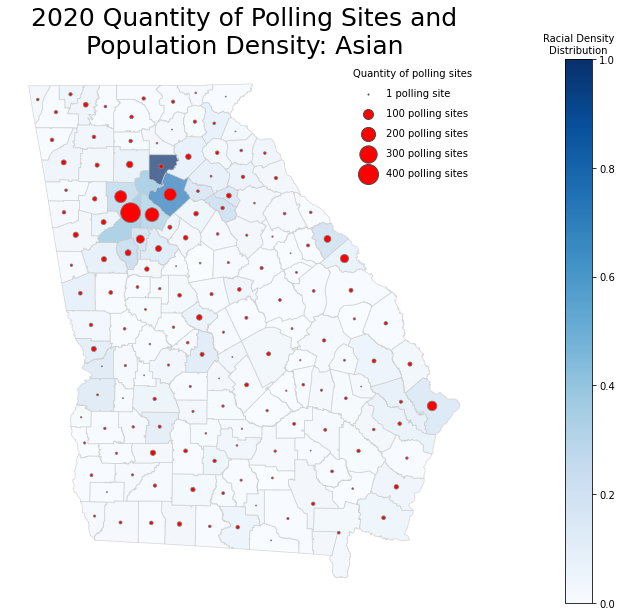 2020 Quantity of Polling Sites and
Population Density: Asian
Quantity of polling sites
1 polling site
100 polling sites
200 polling sites
300 polling sites
400 polling sites
Racial Density
Distribution
1.0
0.8
0.6
0.4
0.2
0.0